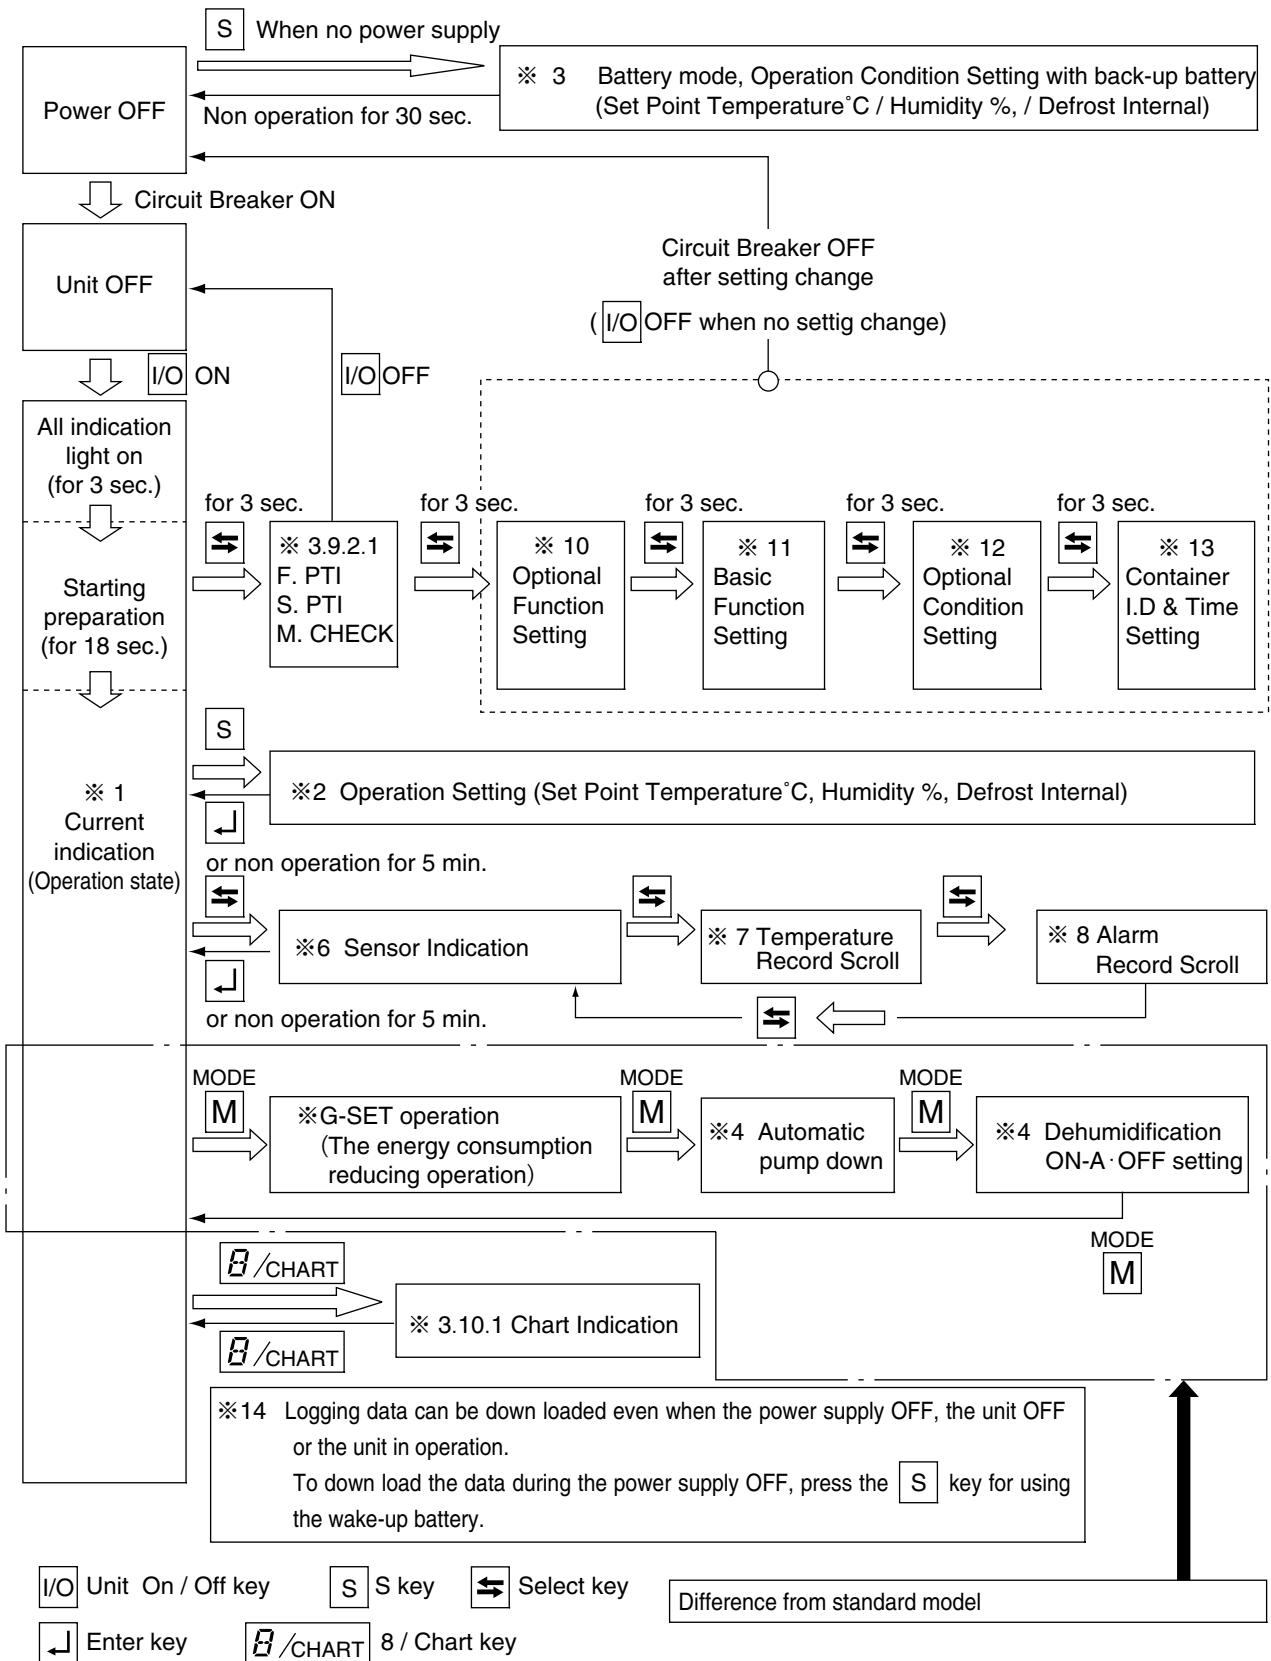 S When no power supply
Power OFF
※ 3 Battery mode, Operation Condition Setting with back-up battery
(Set Point Temperature˚C / Humidity %, / Defrost Internal)
Non operation for 30 sec.
Circuit Breaker ON
Unit OFF
Circuit Breaker OFF
after setting change
( I/O OFF when no settig change)
I/O ON
I/O OFF
All indication
light on
(for 3 sec.)
Starting
preparation
(for 18 sec.)
for 3 sec.
※ 3.9.2.1
F. PTI
S. PTI
M. CHECK
for 3 sec.
※ 10
Optional
Function
Setting
for 3 sec.
※ 11
Basic
Function
Setting
for 3 sec.
※ 12
Optional
Condition
Setting
for 3 sec.
※ 13
Container
I.D & Time
Setting
※ 1
Current
indication
(Operation state)
S
※2 Operation Setting (Set Point Temperature˚C, Humidity %, Defrost Internal)
or non operation for 5 min.
※6 Sensor Indication
※ 7 Temperature
Record Scroll
※ 8 Alarm
Record Scroll
or non operation for 5 min.
MODE
M
※G-SET operation
(The energy consumption
reducing operation)
MODE
M
※4 Automatic
pump down
MODE
M
※4 Dehumidification
ON-A·OFF setting
MODE
M
8/CHART
※ 3.10.1 Chart Indication
8/CHART
※14 Logging data can be down loaded even when the power supply OFF, the unit OFF
or the unit in operation.
To down load the data during the power supply OFF, press the S key for using
the wake-up battery.
I/O Unit On / Off key
S S key
Select key
Difference from standard model
Enter key
8/CHART 8 / Chart key